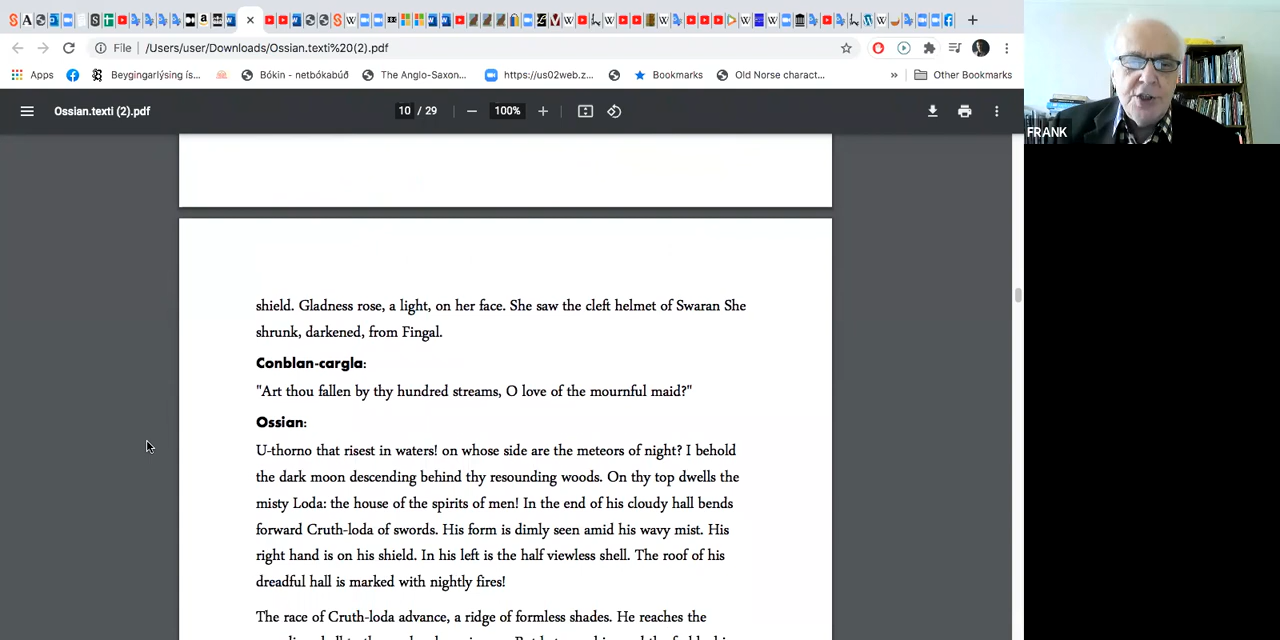 File
/Users/user/Downloads/Ossian.texti%20(2).pdf
Apps
Beygingarlýsing ís...
Bókin - netbókabúð
The Anglo-Saxon...
https://us02web.z...
Bookmarks
Old Norse charact...
»
Other Bookmarks
Ossian.texti (2).pdf
10 / 29
100%
FRANK
shield. Gladness rose, a light, on her face. She saw the cleft helmet of Swaran She
shrunk, darkened, from Fingal.
Conblan-cargla:
"Art thou fallen by thy hundred streams, O love of the mournful maid?"
Ossian:
U-thorno that risest in waters! on whose side are the meteors of night? I behold
the dark moon descending behind thy resounding woods. On thy top dwells the
misty Loda: the house of the spirits of men! In the end of his cloudy hall bends
forward Cruth-loda of swords. His form is dimly seen amid his wavy mist. His
right hand is on his shield. In his left is the half viewless shell. The roof of his
dreadful hall is marked with nightly fires!
The race of Cruth-loda advance, a ridge of formless shades. He reaches the